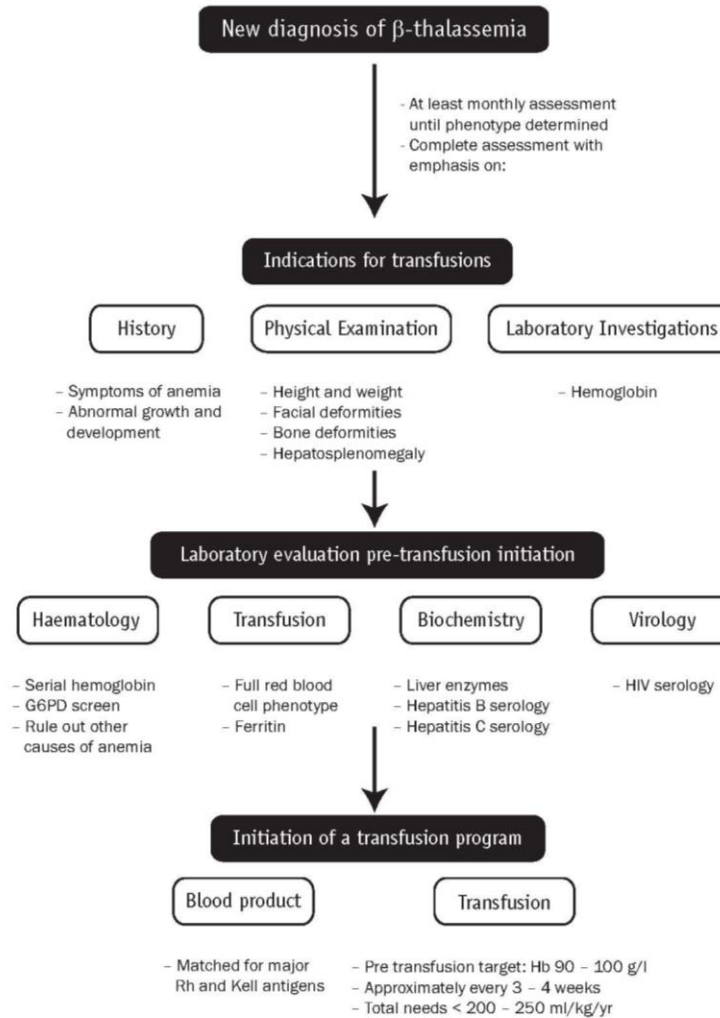 New diagnosis of β-thalassemia
- At least monthly assessment
until phenotype determined
- Complete assessment with
emphasis on:
Indications for transfusions
History
– Symptoms of anemia
– Abnormal growth and
development
Physical Examination
– Height and weight
– Facial deformities
– Bone deformities
– Hepatosplenomegaly
Laboratory Investigations
– Hemoglobin
Laboratory evaluation pre-transfusion initiation
Haematology
– Serial hemoglobin
– G6PD screen
– Rule out other
causes of anemia
Transfusion
– Full red blood
cell phenotype
– Ferritin
Biochemistry
– Liver enzymes
– Hepatitis B serology
– Hepatitis C serology
Virology
– HIV serology
Initiation of a transfusion program
Blood product
– Matched for major
Rh and Kell antigens
Transfusion
– Pre transfusion target: Hb 90 – 100 g/l
– Approximately every 3 – 4 weeks
– Total needs < 200 – 250 ml/kg/yr